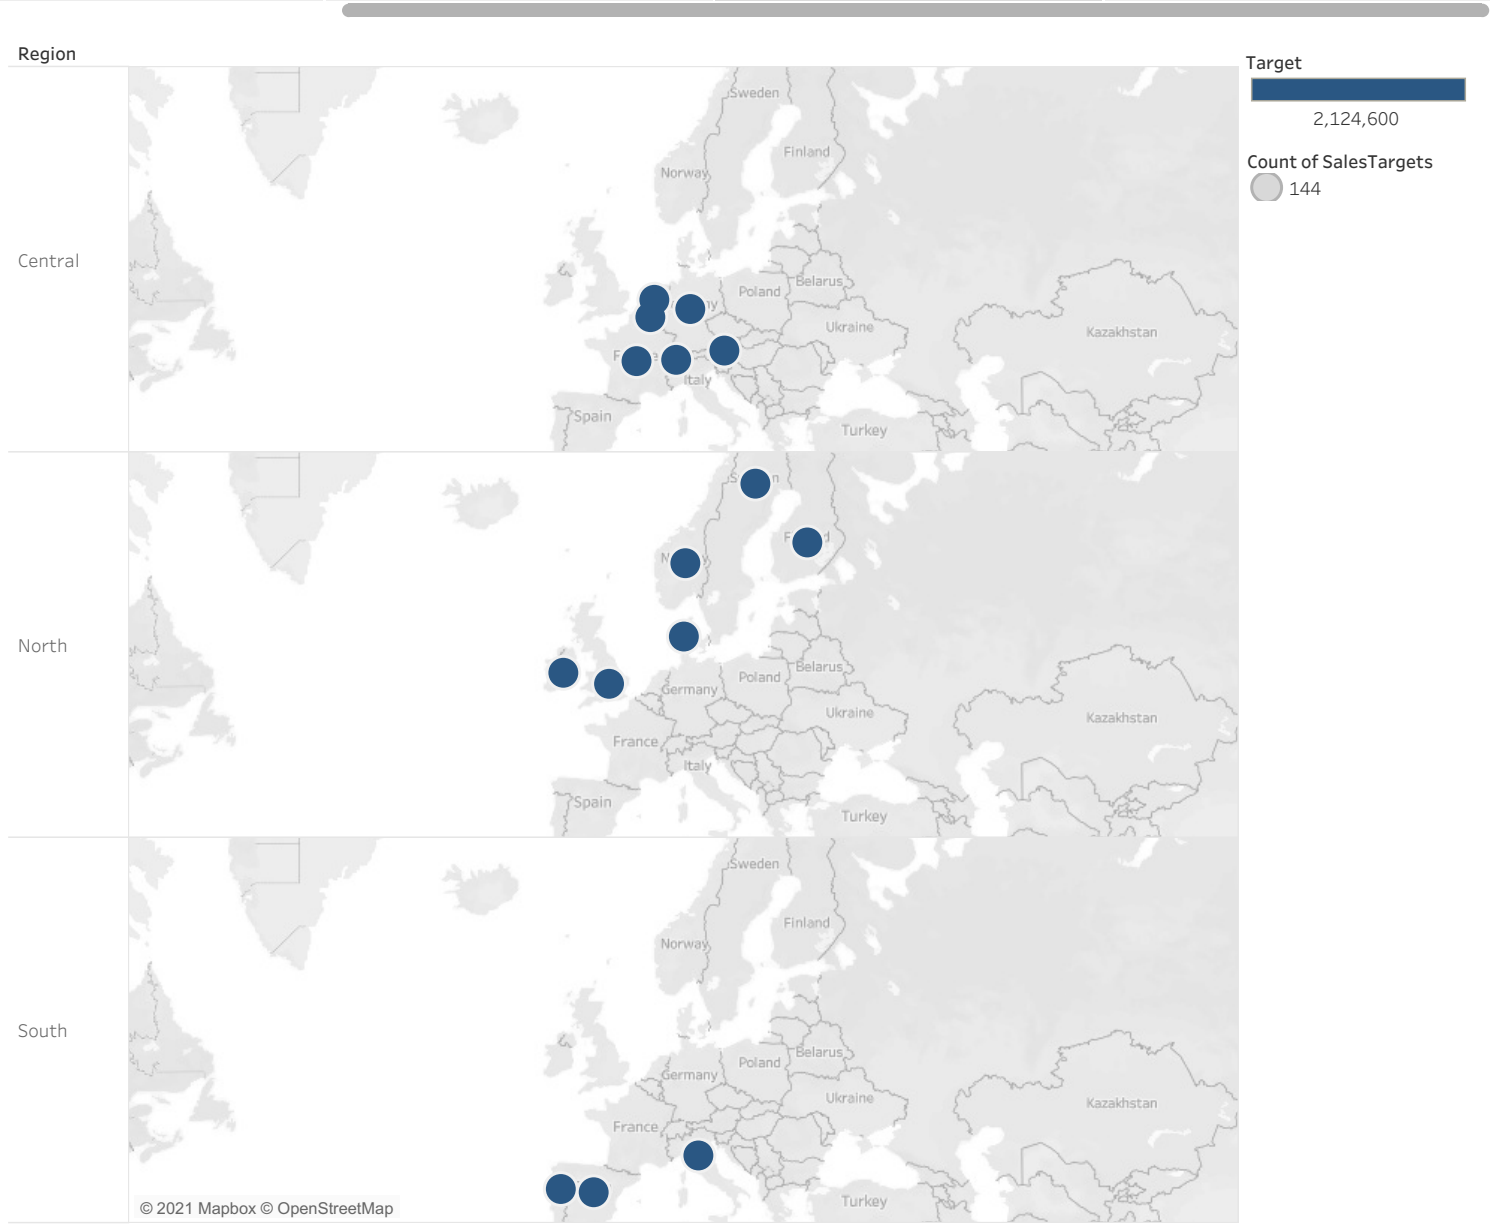 Region
Target
2,124,600
Count of SalesTargets
144
Central
Sweden
Finland
Norway
Poland
Belarus
Ukraine
Kazakhstan
Italy
Spain
Turkey
North
Belarus
Poland
Germany
Ukraine
Kazakhstan
France
Italy
Spain
Turkey
South
Sweden
Finland
Norway
Belarus
Poland
Germany
Ukraine
Kazakhstan
France
Turkey
© 2021 Mapbox © OpenStreetMap